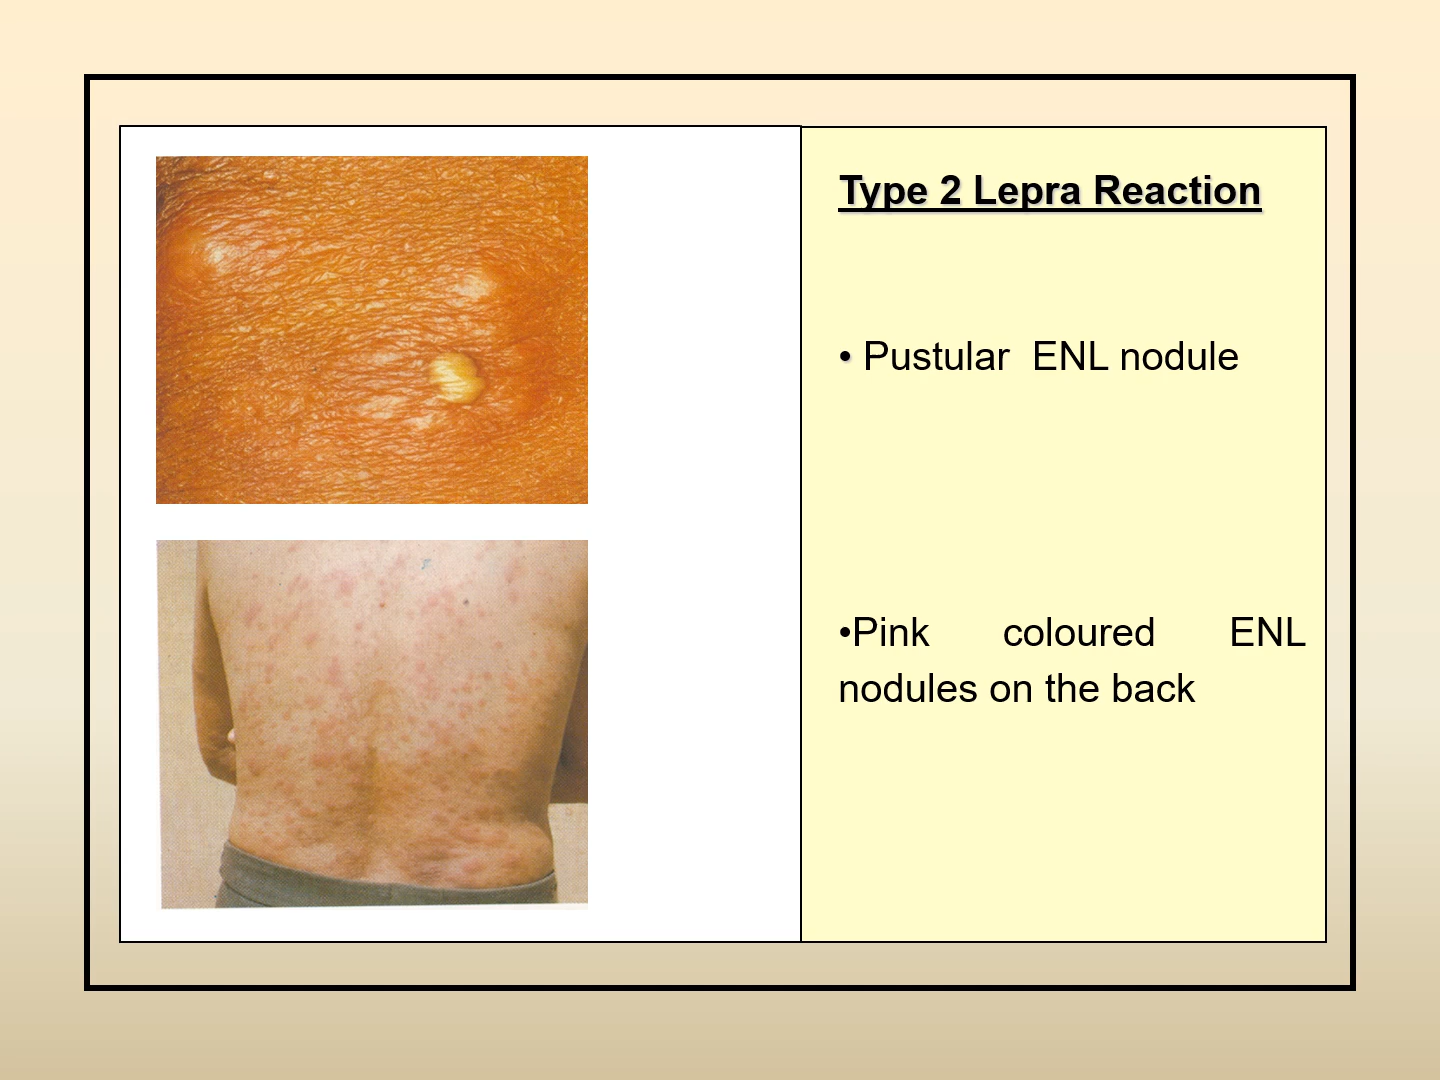 Type 2 Lepra Reaction
• Pustular ENL nodule
•Pink coloured ENL
nodules on the back